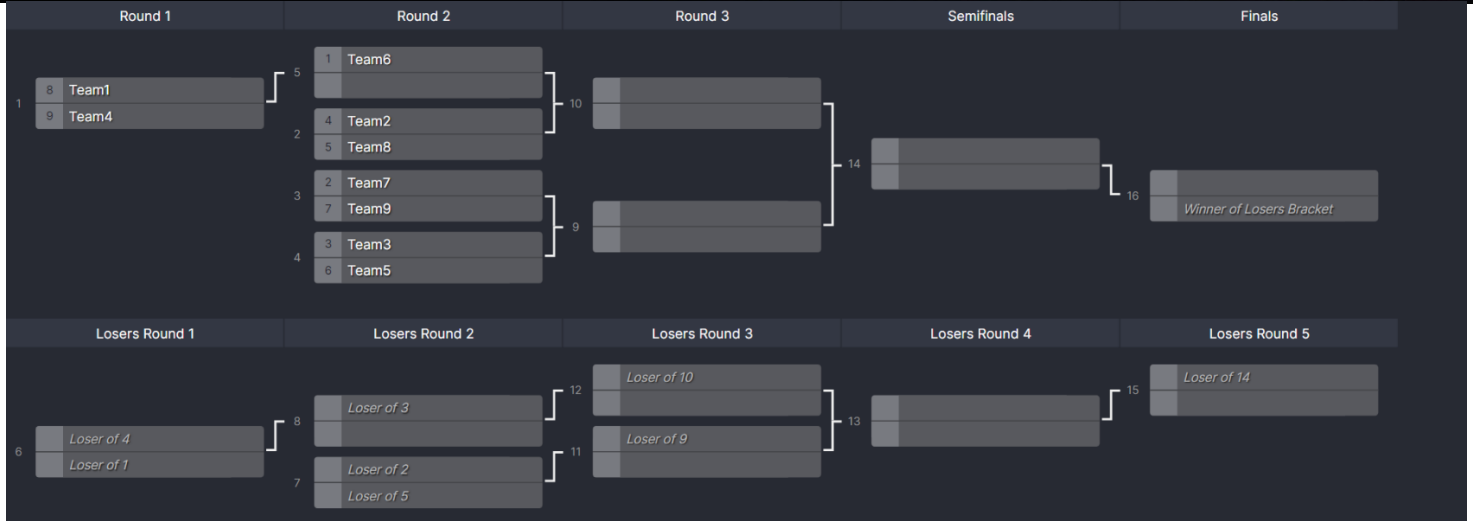 Round 1 Round 2 Round 3 Semifinals Finals
1
8 Team1
9 Team4
5
1 Team6
2
4 Team2
5 Team8
3
2 Team7
7 Team9
4
3 Team3
6 Team5
10
9
14
16
Winner of Losers Bracket
Losers Round 1 Losers Round 2 Losers Round 3 Losers Round 4 Losers Round 5
6
Loser of 4
Loser of 1
8
Loser of 3
7
Loser of 2
Loser of 5
12
Loser of 10
11
Loser of 9
13
15
Loser of 14